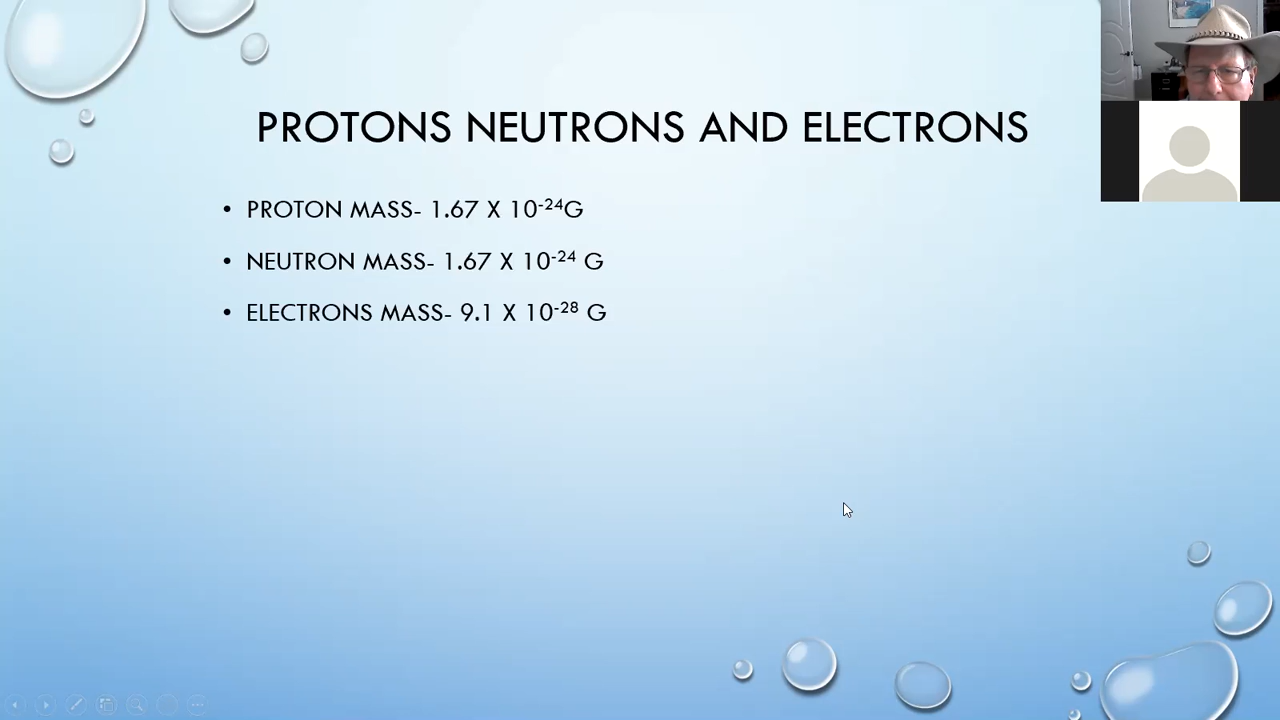 PROTONS NEUTRONS AND ELECTRONS
• PROTON MASS- 1.67 X 10⁻²⁴G
• NEUTRON MASS- 1.67 X 10⁻²⁴ G
• ELECTRONS MASS- 9.1 X 10⁻²⁸ G